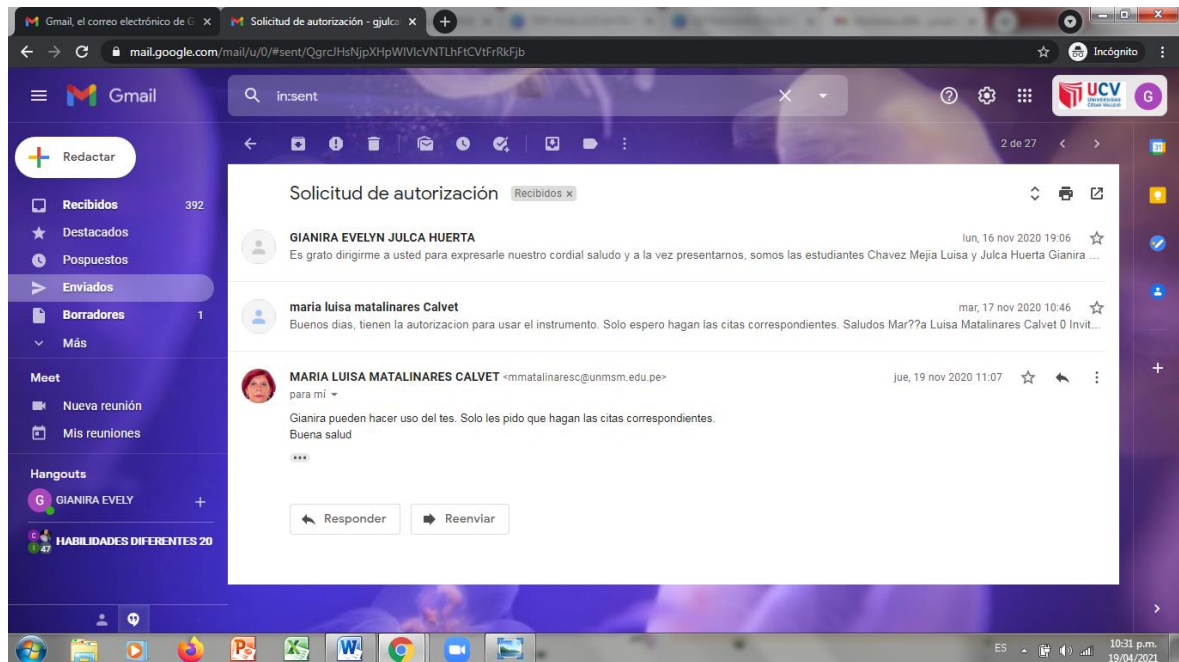 Gmail, el correo electrónico de G
Solicitud de autorización - gjulca
mail.google.com/mail/u/0/#sent/QgrcJHsNjpXHpWlVlcVNTLhFtCVtFrRkFjb
Incógnito
Gmail
in:sent
UCV
UNIVERSIDAD
CÉSAR VALLEJO
G
Redactar
2 de 27
31
Recibidos 392
Destacados
Pospuestos
Enviados
Borradores 1
Más
Meet
Nueva reunión
Mis reuniones
Hangouts
G GIANIRA EVELY
C I 47 HABILIDADES DIFERENTES 20
Solicitud de autorización Recibidos x
GIANIRA EVELYN JULCA HUERTA lun, 16 nov 2020 19:06
Es grato dirigirme a usted para expresarle nuestro cordial saludo y a la vez presentarnos, somos las estudiantes Chavez Mejia Luisa y Julca Huerta Gianira ...
maria luisa matalinares Calvet mar, 17 nov 2020 10:46
Buenos dias, tienen la autorizacion para usar el instrumento. Solo espero hagan las citas correspondientes. Saludos Mar??a Luisa Matalinares Calvet 0 Invit...
MARIA LUISA MATALINARES CALVET <mmatalinaresc@unmsm.edu.pe> jue, 19 nov 2020 11:07
para mí
Gianira pueden hacer uso del tes. Solo les pido que hagan las citas correspondientes.
Buena salud
Responder
Reenviar
ES
10:31 p.m.
19/04/2021